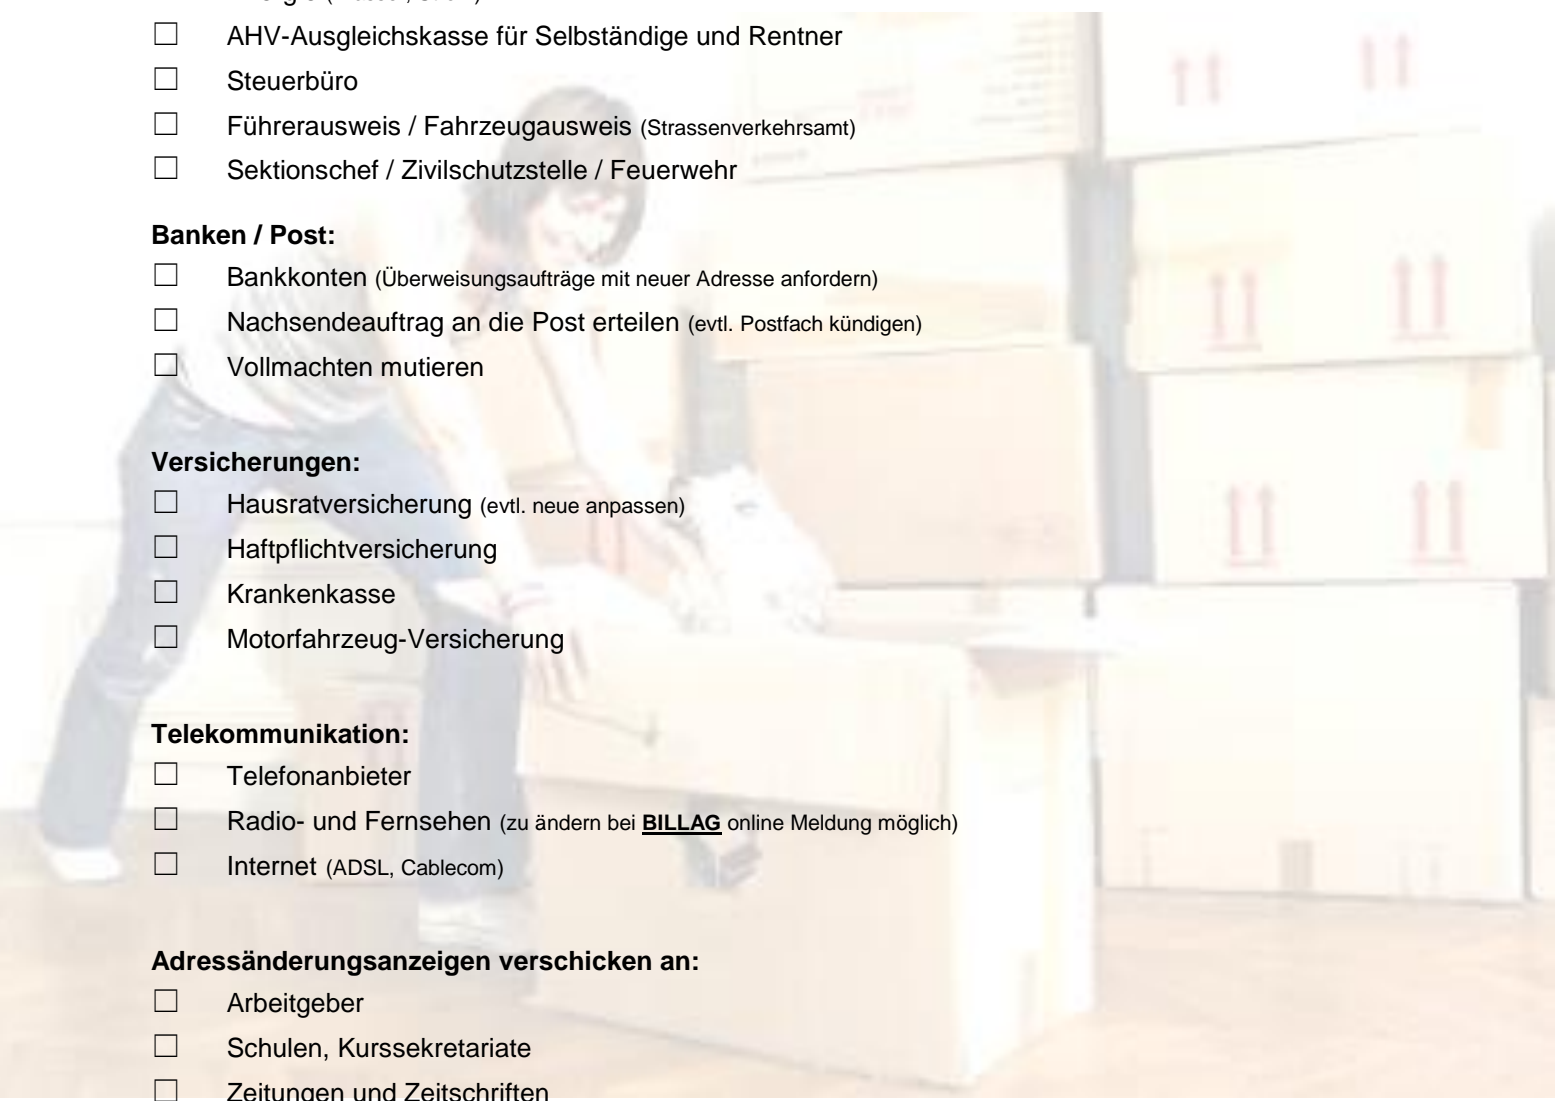 ☐ AHV-Ausgleichskasse für Selbständige und Rentner
☐ Steuerbüro
☐ Führerausweis / Fahrzeugausweis (Strassenverkehrsamt)
☐ Sektionschef / Zivilschutzstelle / Feuerwehr
Banken / Post:
☐ Bankkonten (Überweisungsaufträge mit neuer Adresse anfordern)
☐ Nachsendeauftrag an die Post erteilen (evtl. Postfach kündigen)
☐ Vollmachten mutieren
Versicherungen:
☐ Hausratversicherung (evtl. neue anpassen)
☐ Haftpflichtversicherung
☐ Krankenkasse
☐ Motorfahrzeug-Versicherung
Telekommunikation:
☐ Telefonanbieter
☐ Radio- und Fernsehen (zu ändern bei BILLAG online Meldung möglich)
☐ Internet (ADSL, Cablecom)
Adressänderungsanzeigen verschicken an:
☐ Arbeitgeber
☐ Schulen, Kurssekretariate
☐ Zeitungen und Zeitschriften